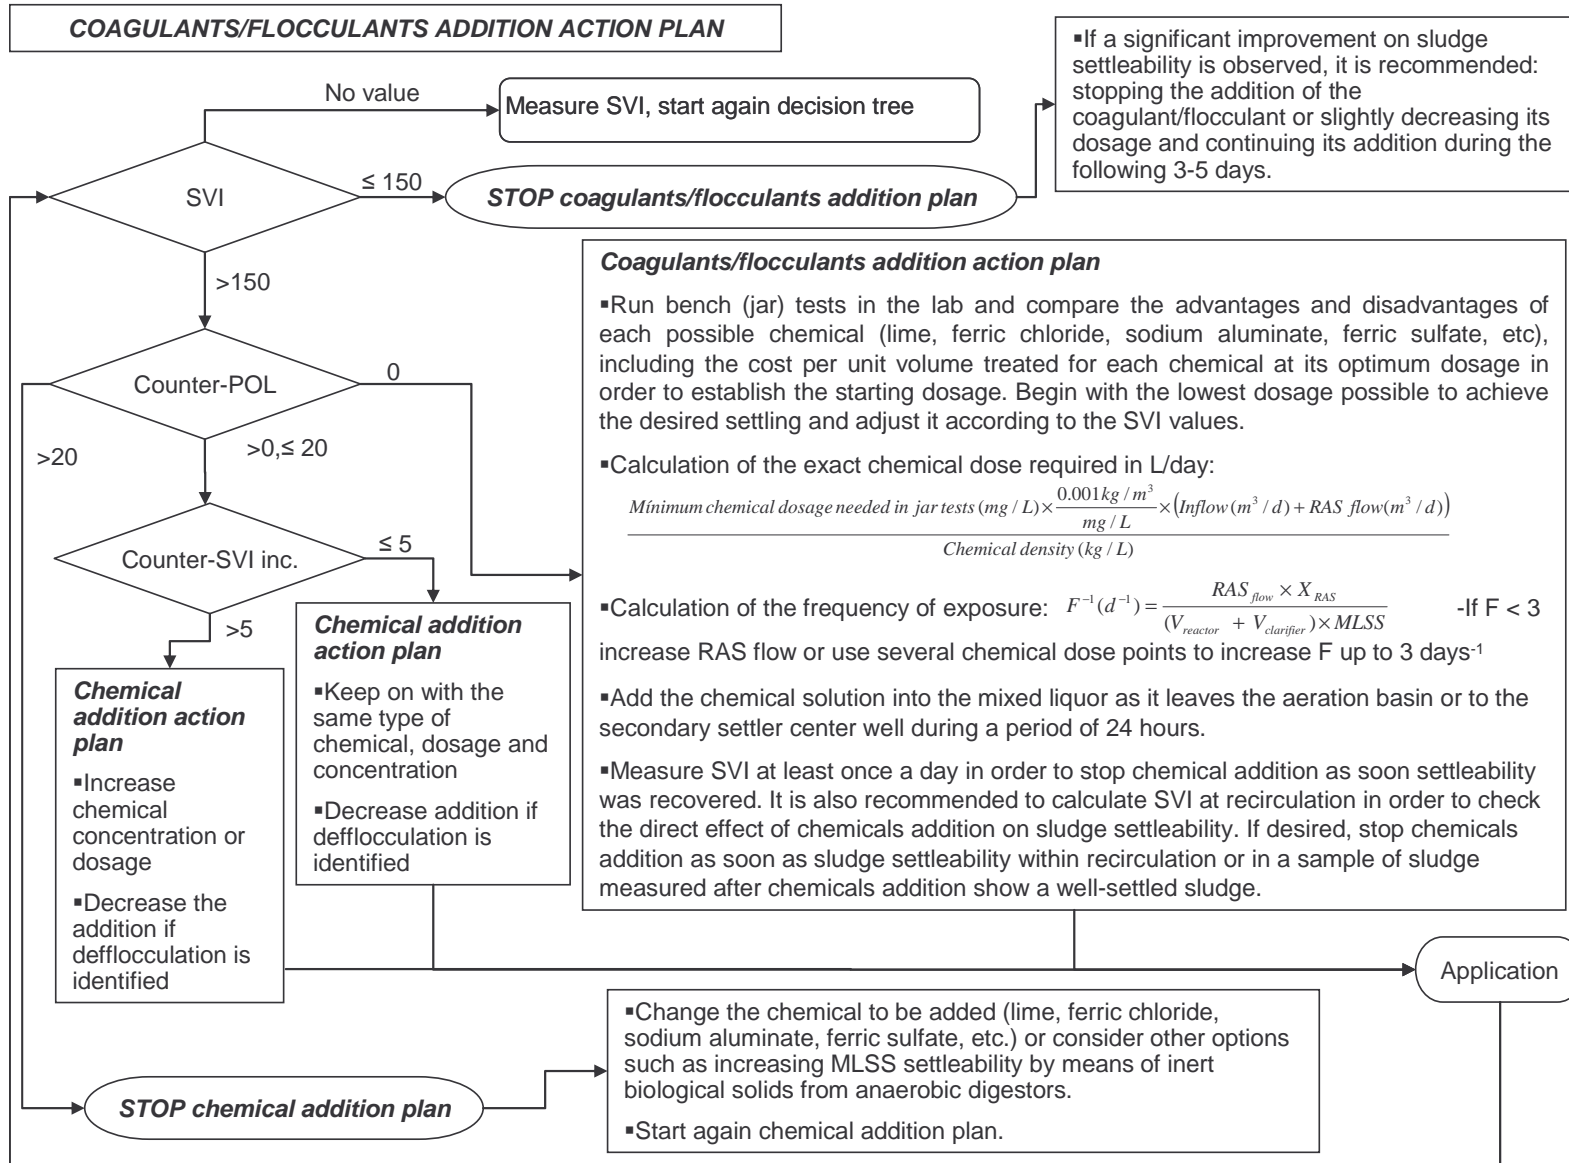 COAGULANTS/FLOCCULANTS ADDITION ACTION PLAN
▪If a significant improvement on sludge
settleability is observed, it is recommended:
stopping the addition of the
coagulant/flocculant or slightly decreasing its
dosage and continuing its addition during the
following 3-5 days.
No value
Measure SVI, start again decision tree
SVI
≤ 150
STOP coagulants/flocculants addition plan
>150
Counter-POL
0
>20
>0,≤ 20
Counter-SVI inc.
≤ 5
>5
Coagulants/flocculants addition action plan
▪Run bench (jar) tests in the lab and compare the advantages and disadvantages of
each possible chemical (lime, ferric chloride, sodium aluminate, ferric sulfate, etc),
including the cost per unit volume treated for each chemical at its optimum dosage in
order to establish the starting dosage. Begin with the lowest dosage possible to achieve
the desired settling and adjust it according to the SVI values.
▪Calculation of the exact chemical dose required in L/day:
Mínimum chemical dosage needed in jar tests (mg / L) × 0.001kg / m³ / mg / L × (Inflow (m³ / d) + RAS flow(m³ / d))
Chemical density (kg / L)
▪Calculation of the frequency of exposure: F⁻¹(d⁻¹) = RAS flow × X RAS / (V reactor + V clarifier ) × MLSS -If F < 3
increase RAS flow or use several chemical dose points to increase F up to 3 days⁻¹
▪Add the chemical solution into the mixed liquor as it leaves the aeration basin or to the
secondary settler center well during a period of 24 hours.
▪Measure SVI at least once a day in order to stop chemical addition as soon settleability
was recovered. It is also recommended to calculate SVI at recirculation in order to check
the direct effect of chemicals addition on sludge settleability. If desired, stop chemicals
addition as soon as sludge settleability within recirculation or in a sample of sludge
measured after chemicals addition show a well-settled sludge.
Chemical addition
action plan
▪Keep on with the
same type of
chemical, dosage and
concentration
▪Decrease addition if
defflocculation is
identified
Chemical
addition action
plan
▪Increase
chemical
concentration or
dosage
▪Decrease the
addition if
defflocculation is
identified
Application
STOP chemical addition plan
▪Change the chemical to be added (lime, ferric chloride,
sodium aluminate, ferric sulfate, etc.) or consider other options
such as increasing MLSS settleability by means of inert
biological solids from anaerobic digestors.
▪Start again chemical addition plan.